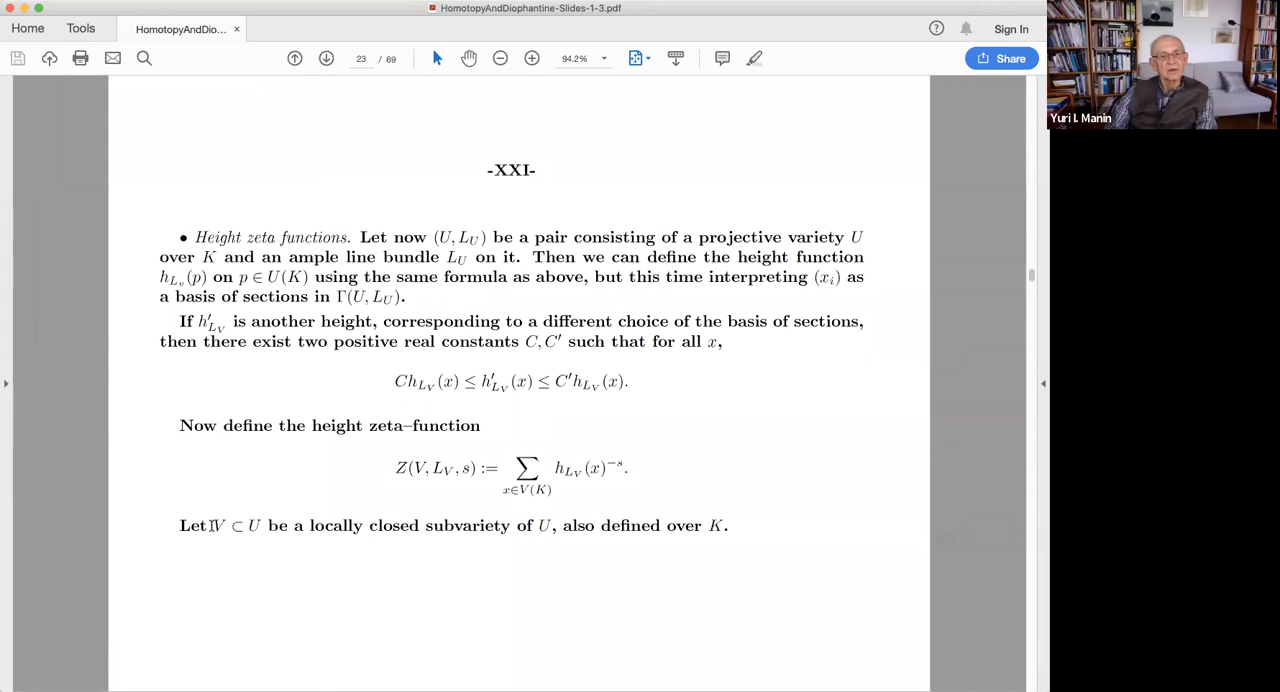 HomotopyAndDiophantine-Slides-1-3.pdf
Home Tools HomotopyAndDio... × Sign In
23 / 69 94.2% Share
Yuri I. Manin
-XXI-
• Height zeta functions. Let now (U, L_U) be a pair consisting of a projective variety U
over K and an ample line bundle L_U on it. Then we can define the height function
h_{L_v}(p) on p ∈ U(K) using the same formula as above, but this time interpreting (x_i) as
a basis of sections in Γ(U, L_U).
If h′_{L_V} is another height, corresponding to a different choice of the basis of sections,
then there exist two positive real constants C, C′ such that for all x,
Ch_{L_V}(x) ≤ h′_{L_V}(x) ≤ C′h_{L_V}(x).
Now define the height zeta–function
Z(V, L_V, s) := ∑_{x∈V(K)} h_{L_V}(x)^{−s}.
Let V ⊂ U be a locally closed subvariety of U, also defined over K.